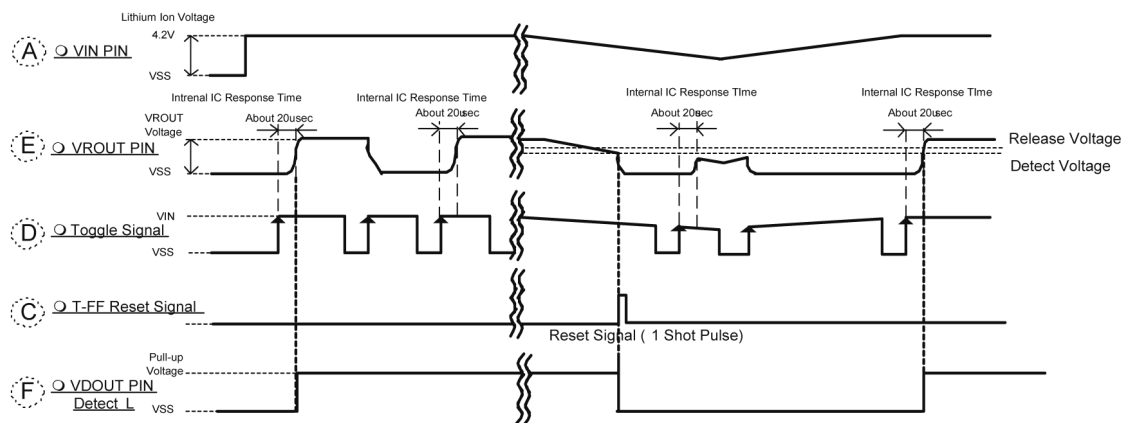 Lithium Ion Voltage
4.2V
A ❍ VIN PIN
VSS
Intrenal IC Response Time
Internal IC Response Time
Internal IC Response TIme
Internal IC Response TIme
VROUT
Voltage
About 20usec
About 20usec
About 20usec
About 20usec
Release Voltage
E ❍ VROUT PIN
Detect Voltage
VSS
VIN
D ❍ Toggle Signal
VSS
C ❍ T-FF Reset Signal
Reset Signal ( 1 Shot Pulse)
Pull-up
Voltage
F ❍ VDOUT PIN
Detect L
VSS